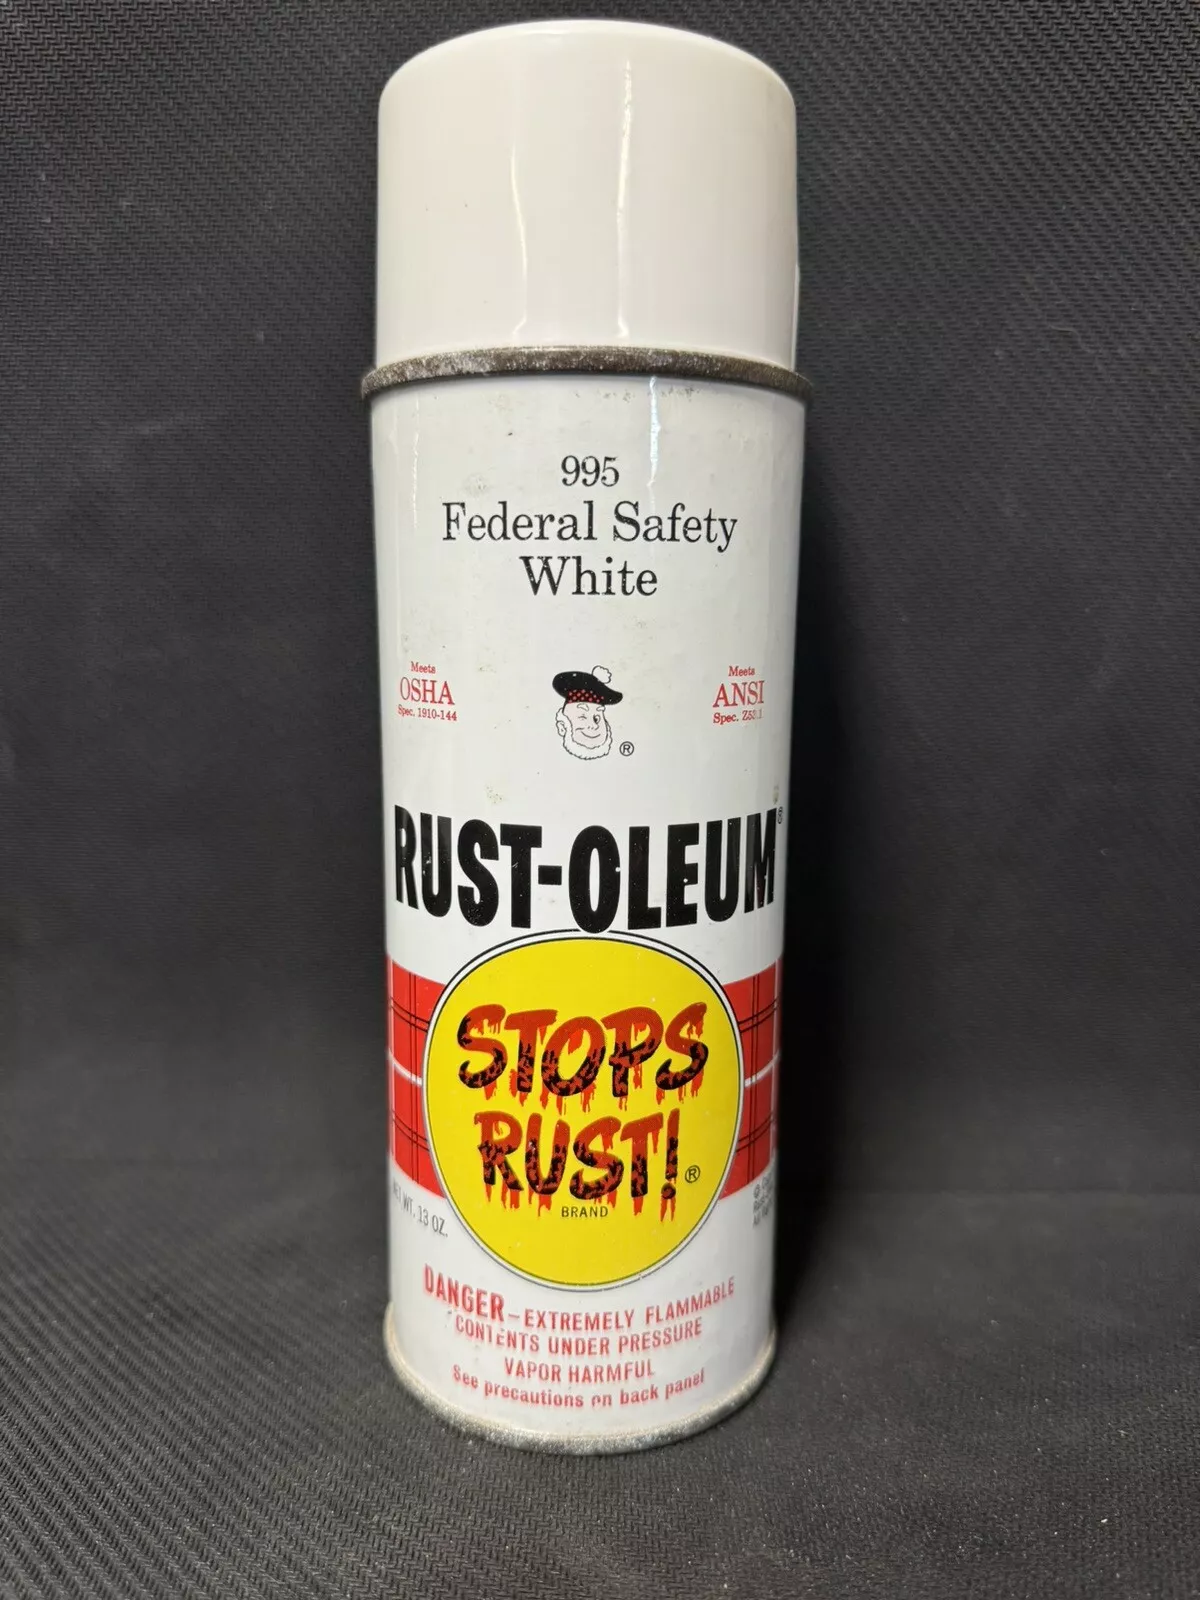 995
Federal Safety
White
Meets
OSHA
Spec. 1910-144
Meets
ANSI
Spec.
®
RUST-OLEUM®
STOPS
RUST!®
BRAND
NET WT. 13 OZ.
DANGER – EXTREMELY FLAMMABLE
CONTENTS UNDER PRESSURE
VAPOR HARMFUL
See precautions on back panel